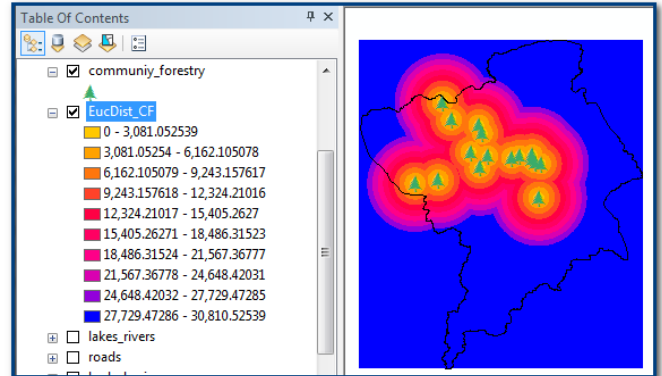 Table Of Contents
communiy_forestry
EucDist_CF
0 - 3,081.052539
3,081.05254 - 6,162.105078
6,162.105079 - 9,243.157617
9,243.157618 - 12,324.21016
12,324.21017 - 15,405.2627
15,405.26271 - 18,486.31523
18,486.31524 - 21,567.36777
21,567.36778 - 24,648.42031
24,648.42032 - 27,729.47285
27,729.47286 - 30,810.52539
lakes_rivers
roads